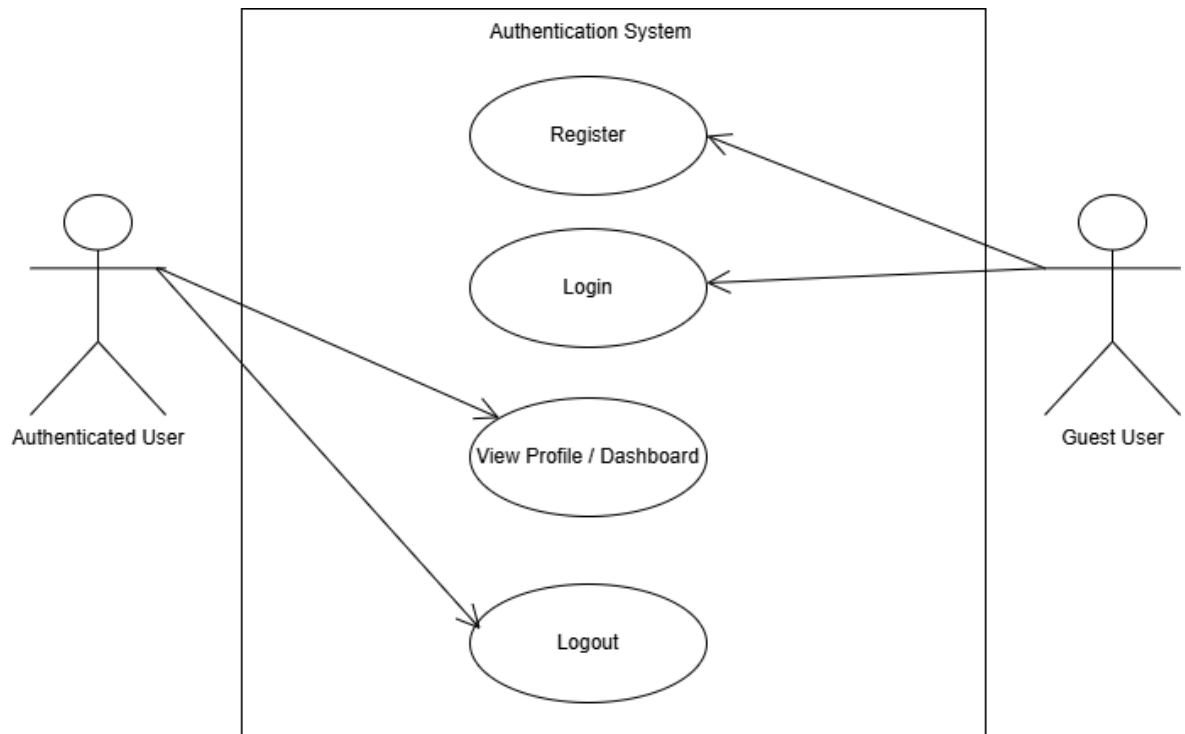 Authentication System
Register
Login
Authenticated User
Guest User
View Profile / Dashboard
Logout